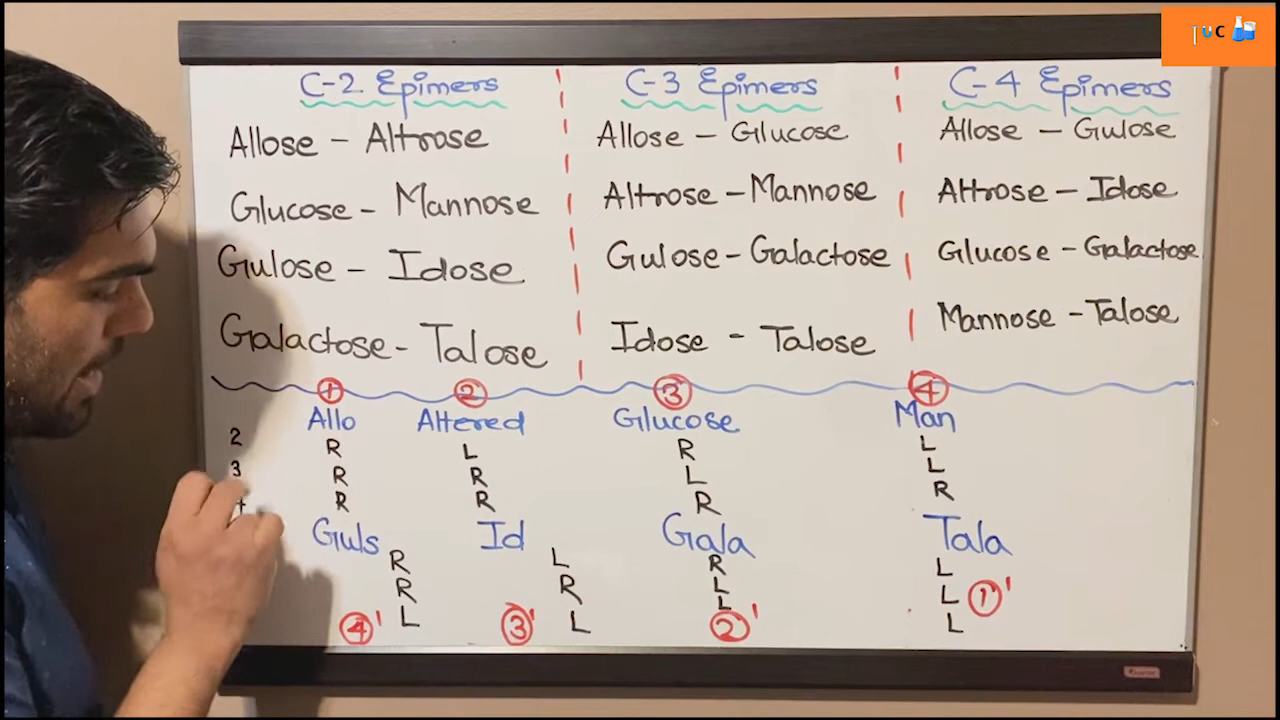 TUC
C-2 Epimers
Allose - Altrose
Glucose - Mannose
Gulose - Idose
Galactose - Talose
C-3 Epimers
Allose - Glucose
Altrose - Mannose
Gulose - Galactose
Idose - Talose
C-4 Epimers
Allose - Gulose
Altrose - Idose
Glucose - Galactose
Mannose - Talose
1 2 3 4
Allo Altered Glucose Man
2 R L R L
3 R R L L
R R R R
Guls Id Gala Tala
R L R L
R R L L 1'
L L L L
4' 3' 2'